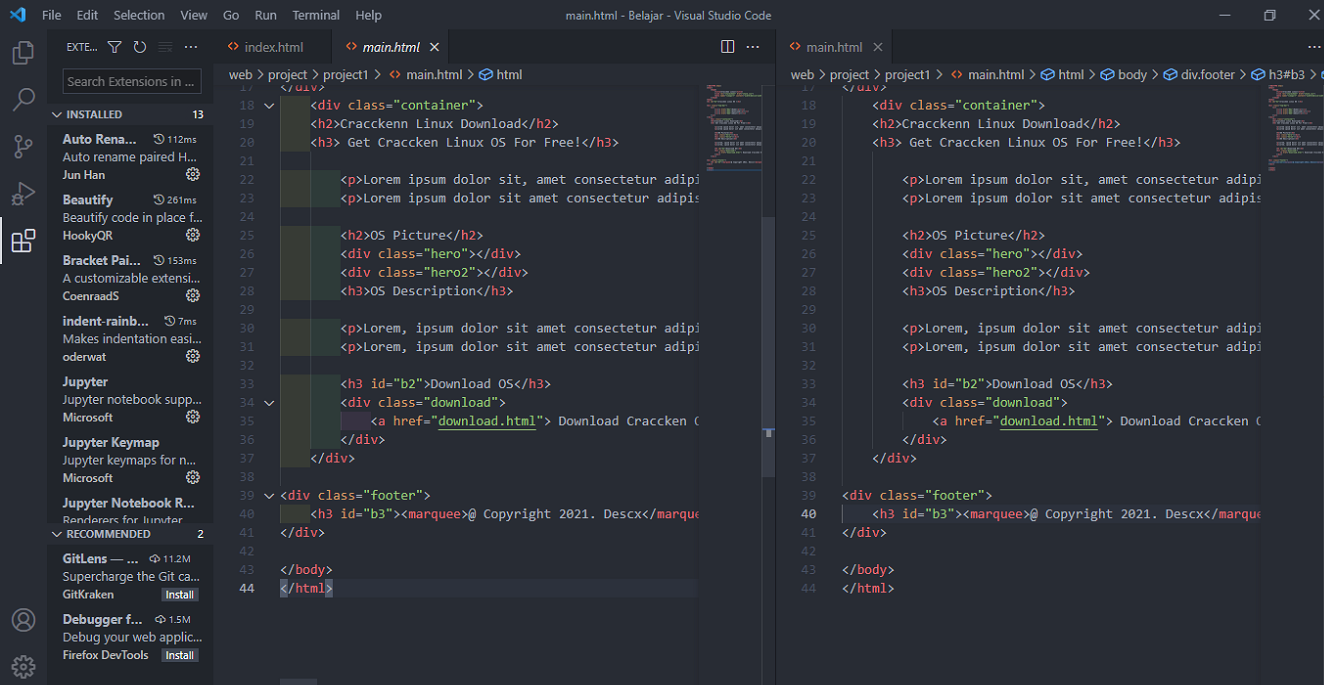 File Edit Selection View Go Run Terminal Help main.html - Belajar - Visual Studio Code
EXTE...
Search Extensions in ...
INSTALLED 13
Auto Rena... 112ms
Auto rename paired H...
Jun Han
Beautify 261ms
Beautify code in place f...
HookyQR
Bracket Pai... 153ms
A customizable extensi...
CoenraadS
indent-rainb... 7ms
Makes indentation easi...
oderwat
Jupyter
Jupyter notebook supp...
Microsoft
Jupyter Keymap
Jupyter keymaps for n...
Microsoft
Jupyter Notebook R...
Renderers for Jupyter
RECOMMENDED 2
GitLens — ... 11.2M
Supercharge the Git ca...
GitKraken Install
Debugger f... 1.5M
Debug your web applic...
Firefox DevTools Install
index.html main.html
web > project > project1 > main.html > html
17 </div>
18 <div class="container">
19 <h2>Cracckenn Linux Download</h2>
20 <h3> Get Craccken Linux OS For Free!</h3>
21
22 <p>Lorem ipsum dolor sit, amet consectetur adipi
23 <p>Lorem ipsum dolor sit amet consectetur adipis
24
25 <h2>OS Picture</h2>
26 <div class="hero"></div>
27 <div class="hero2"></div>
28 <h3>OS Description</h3>
29
30 <p>Lorem, ipsum dolor sit amet consectetur adipi
31 <p>Lorem, ipsum dolor sit amet consectetur adipi
32
33 <h3 id="b2">Download OS</h3>
34 <div class="download">
35 <a href="download.html"> Download Craccken
36 </div>
37 </div>
38
39 <div class="footer">
40 <h3 id="b3"><marquee>@ Copyright 2021. Descx</marque
41 </div>
42
43 </body>
44 </html>
main.html
web > project > project1 > main.html > html > body > div.footer > h3#b3
17 </div>
18 <div class="container">
19 <h2>Cracckenn Linux Download</h2>
20 <h3> Get Craccken Linux OS For Free!</h3>
21
22 <p>Lorem ipsum dolor sit, amet consectetur adipi
23 <p>Lorem ipsum dolor sit amet consectetur adipis
24
25 <h2>OS Picture</h2>
26 <div class="hero"></div>
27 <div class="hero2"></div>
28 <h3>OS Description</h3>
29
30 <p>Lorem, ipsum dolor sit amet consectetur adipi
31 <p>Lorem, ipsum dolor sit amet consectetur adipi
32
33 <h3 id="b2">Download OS</h3>
34 <div class="download">
35 <a href="download.html"> Download Craccken
36 </div>
37 </div>
38
39 <div class="footer">
40 <h3 id="b3"><marquee>@ Copyright 2021. Descx</marque
41 </div>
42
43 </body>
44 </html>